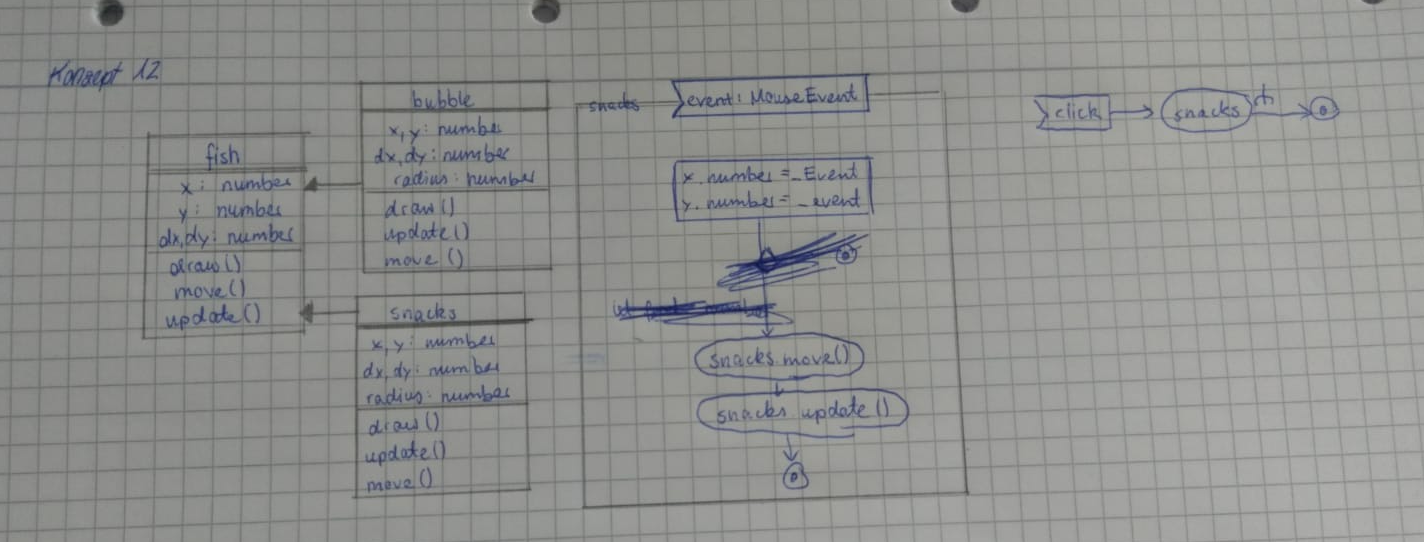 Konzept 12
fish
x: number
y: number
dx, dy: number
draw()
move()
update()
bubble
x, y: number
dx, dy: number
radius: number
draw()
update()
move()
snacks
x, y: number
dx, dy: number
radius: number
draw()
update()
move()
snacks
event: MouseEvent
x. number = _Event
y. number = _event
snacks.move()
snacks update()
click
snacks